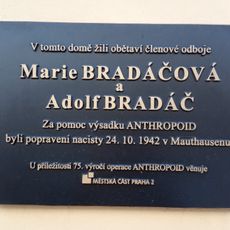 V tomto domě žili obětaví členové odboje
Marie BRADÁČOVÁ
a
Adolf BRADÁČ
Za pomoc výsadku ANTHROPOID
byli popraveni nacisty 24. 10. 1942 v Mauthausenu
U příležitosti 75. výročí operace ANTHROPOID věnuje
MĚSTSKÁ ČÁST PRAHA 2